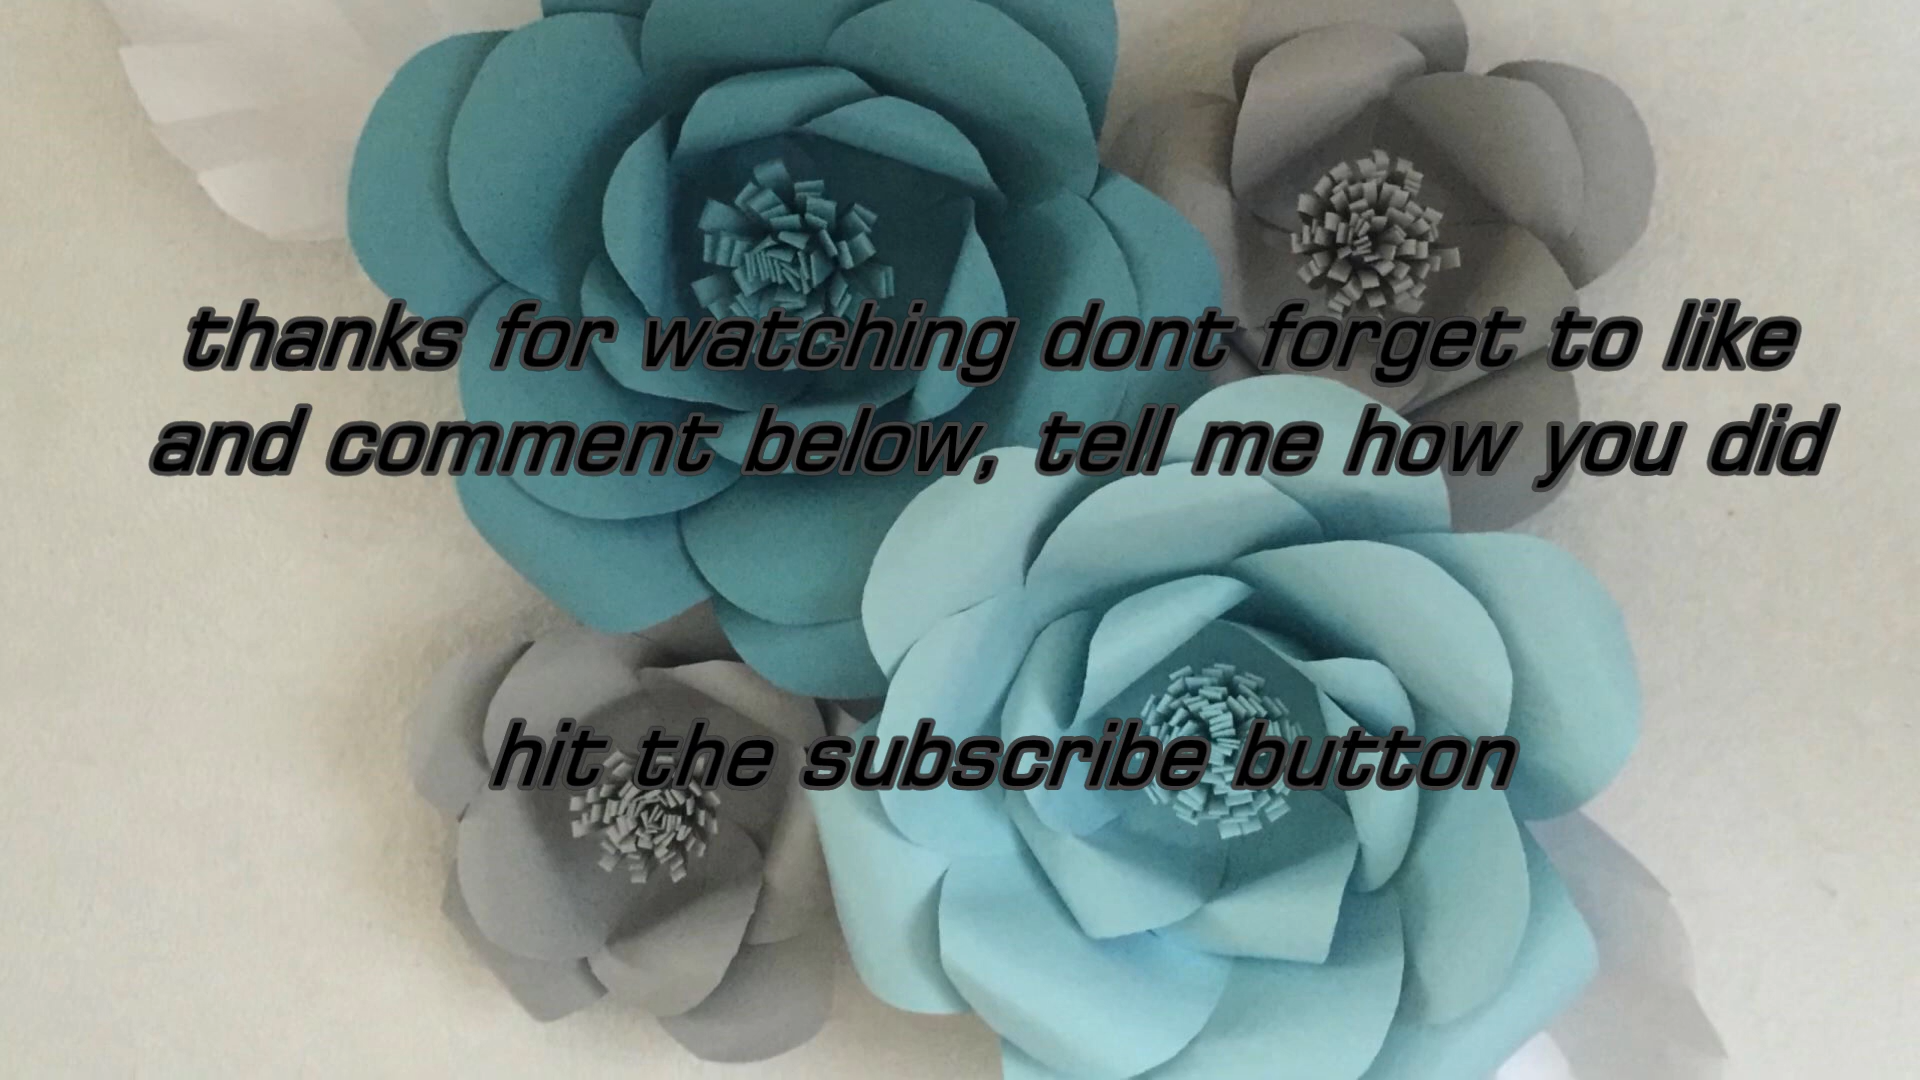 thanks for watching dont forget to like
and comment below, tell me how you did
hit the subscribe button